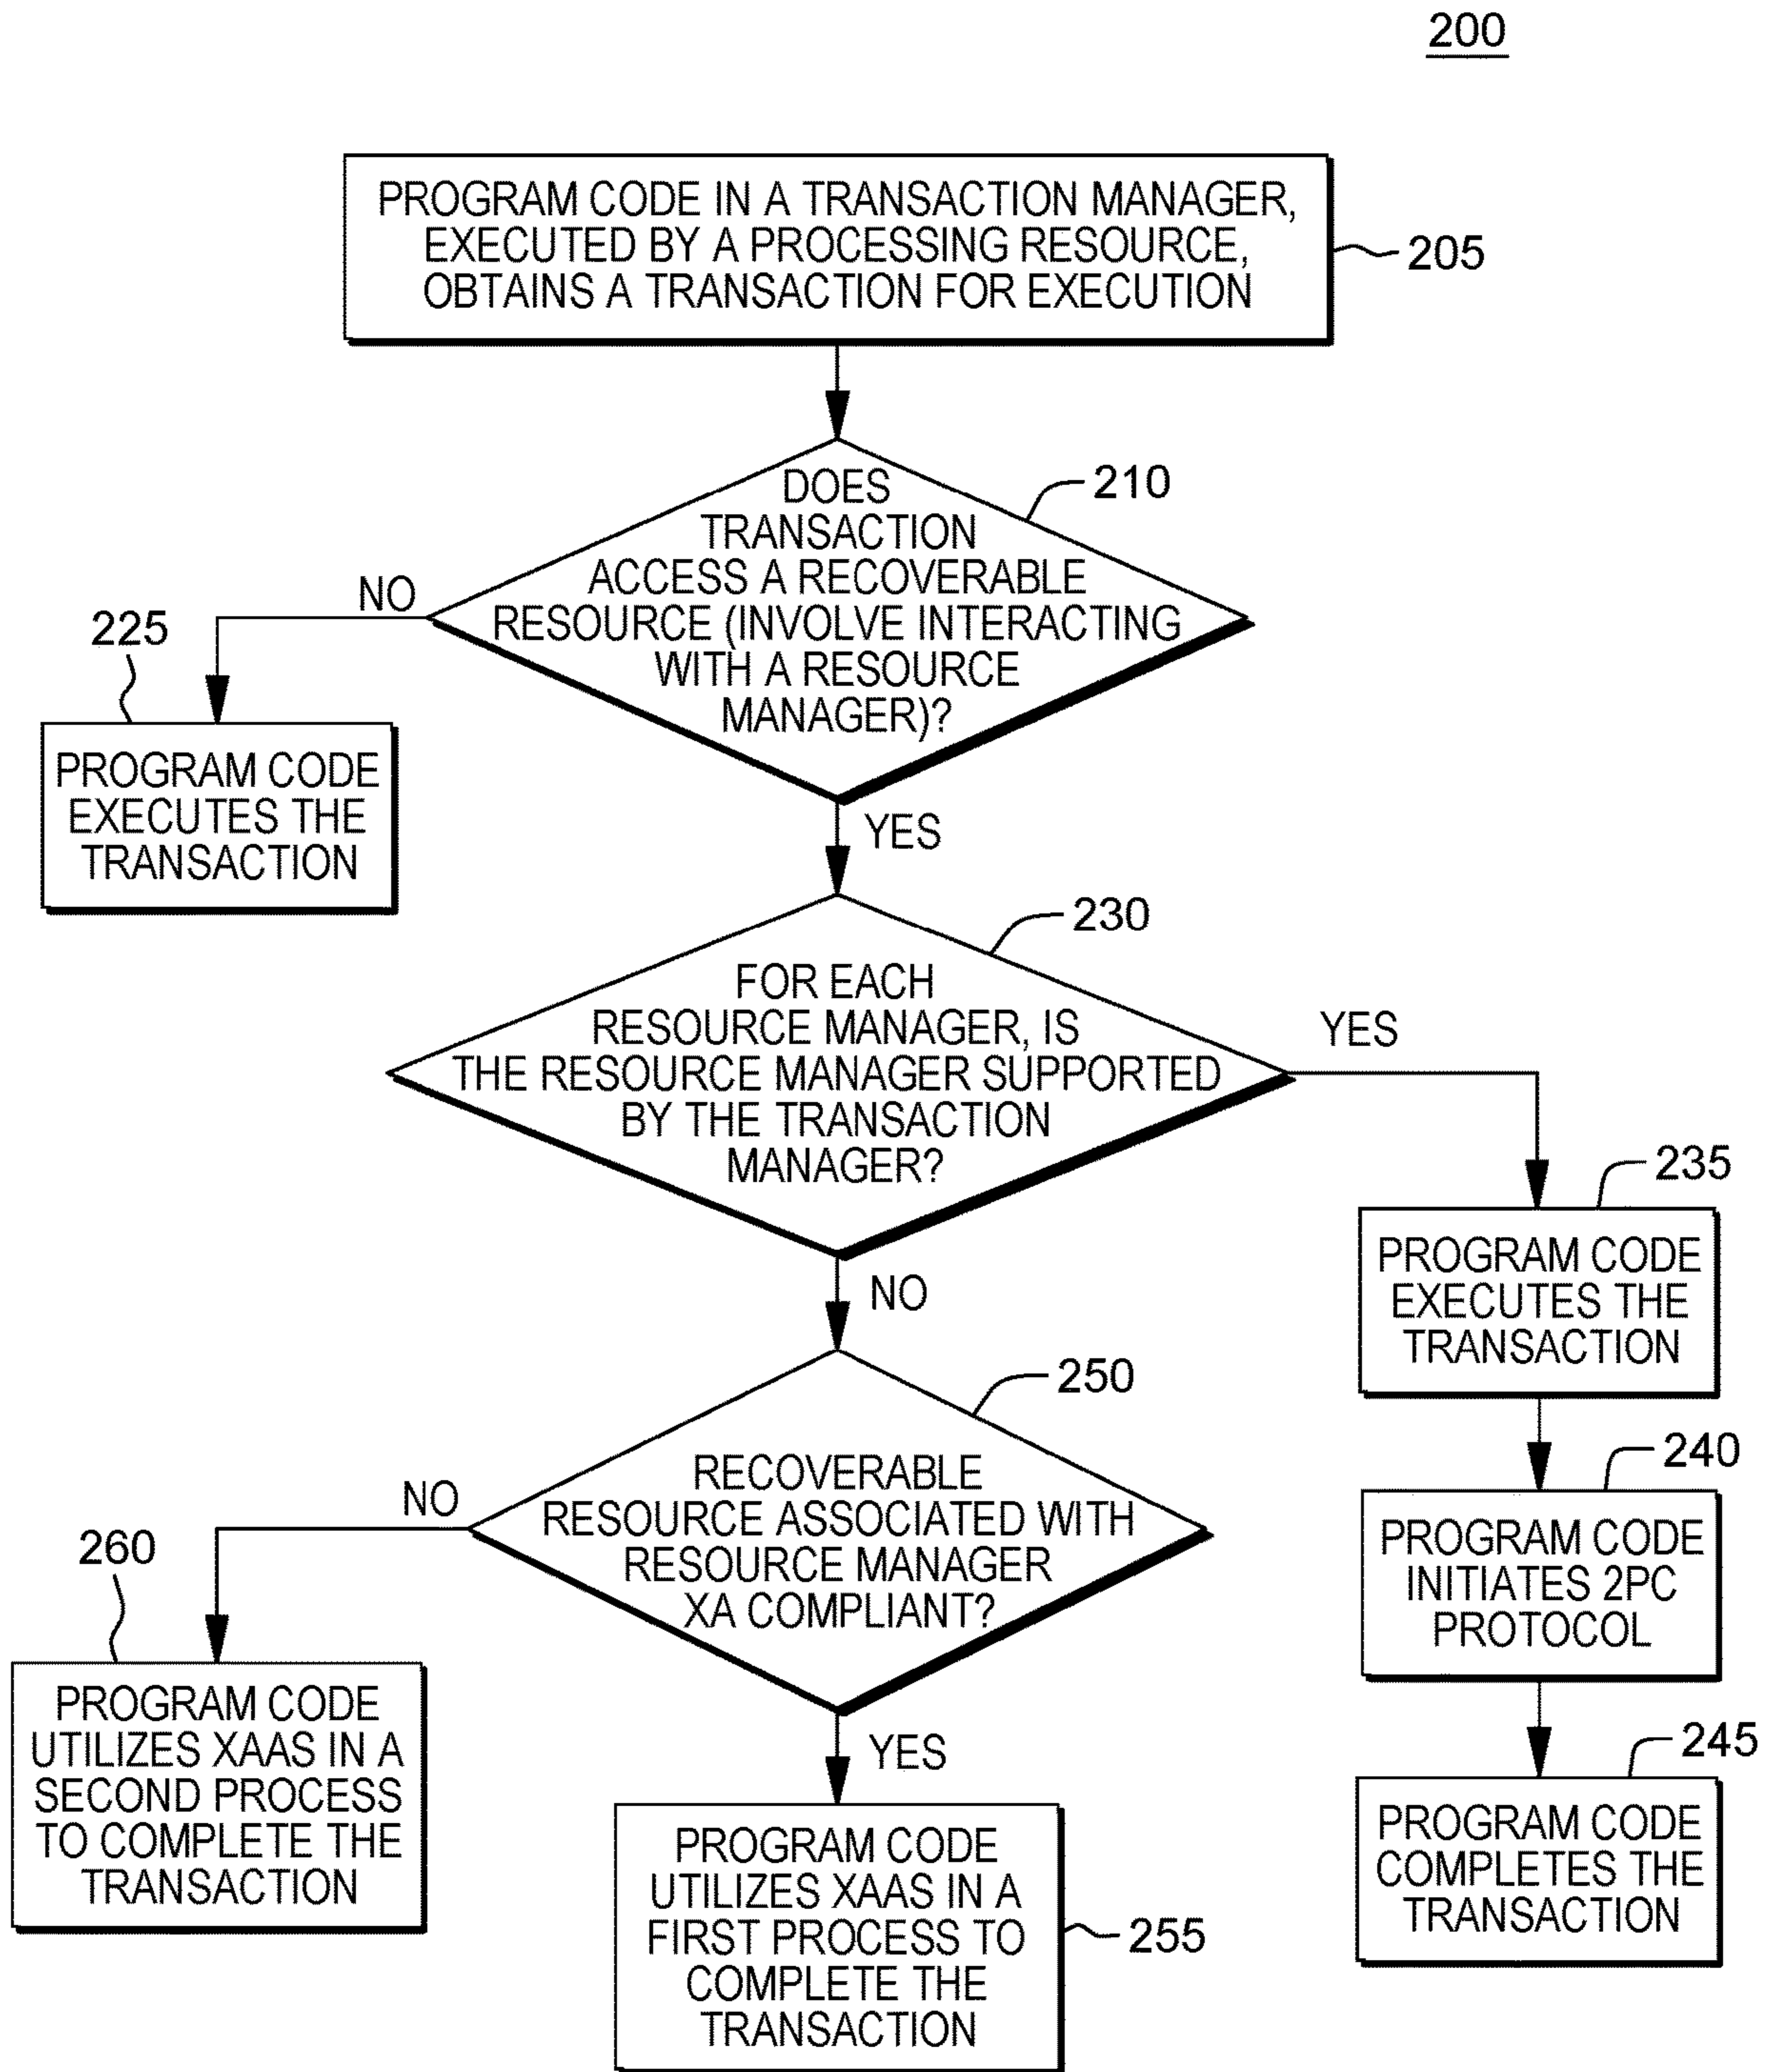 200
PROGRAM CODE IN A TRANSACTION MANAGER,
EXECUTED BY A PROCESSING RESOURCE,
OBTAINS A TRANSACTION FOR EXECUTION
205
DOES
TRANSACTION
ACCESS A RECOVERABLE
RESOURCE (INVOLVE INTERACTING
WITH A RESOURCE
MANAGER)?
210
NO
225
PROGRAM CODE
EXECUTES THE
TRANSACTION
YES
230
FOR EACH
RESOURCE MANAGER, IS
THE RESOURCE MANAGER SUPPORTED
BY THE TRANSACTION
MANAGER?
YES
235
PROGRAM CODE
EXECUTES THE
TRANSACTION
240
PROGRAM CODE
INITIATES 2PC
PROTOCOL
245
PROGRAM CODE
COMPLETES THE
TRANSACTION
NO
250
RECOVERABLE
RESOURCE ASSOCIATED WITH
RESOURCE MANAGER
XA COMPLIANT?
NO
260
PROGRAM CODE
UTILIZES XAAS IN A
SECOND PROCESS
TO COMPLETE THE
TRANSACTION
YES
PROGRAM CODE
UTILIZES XAAS IN A
FIRST PROCESS TO
COMPLETE THE
TRANSACTION
255